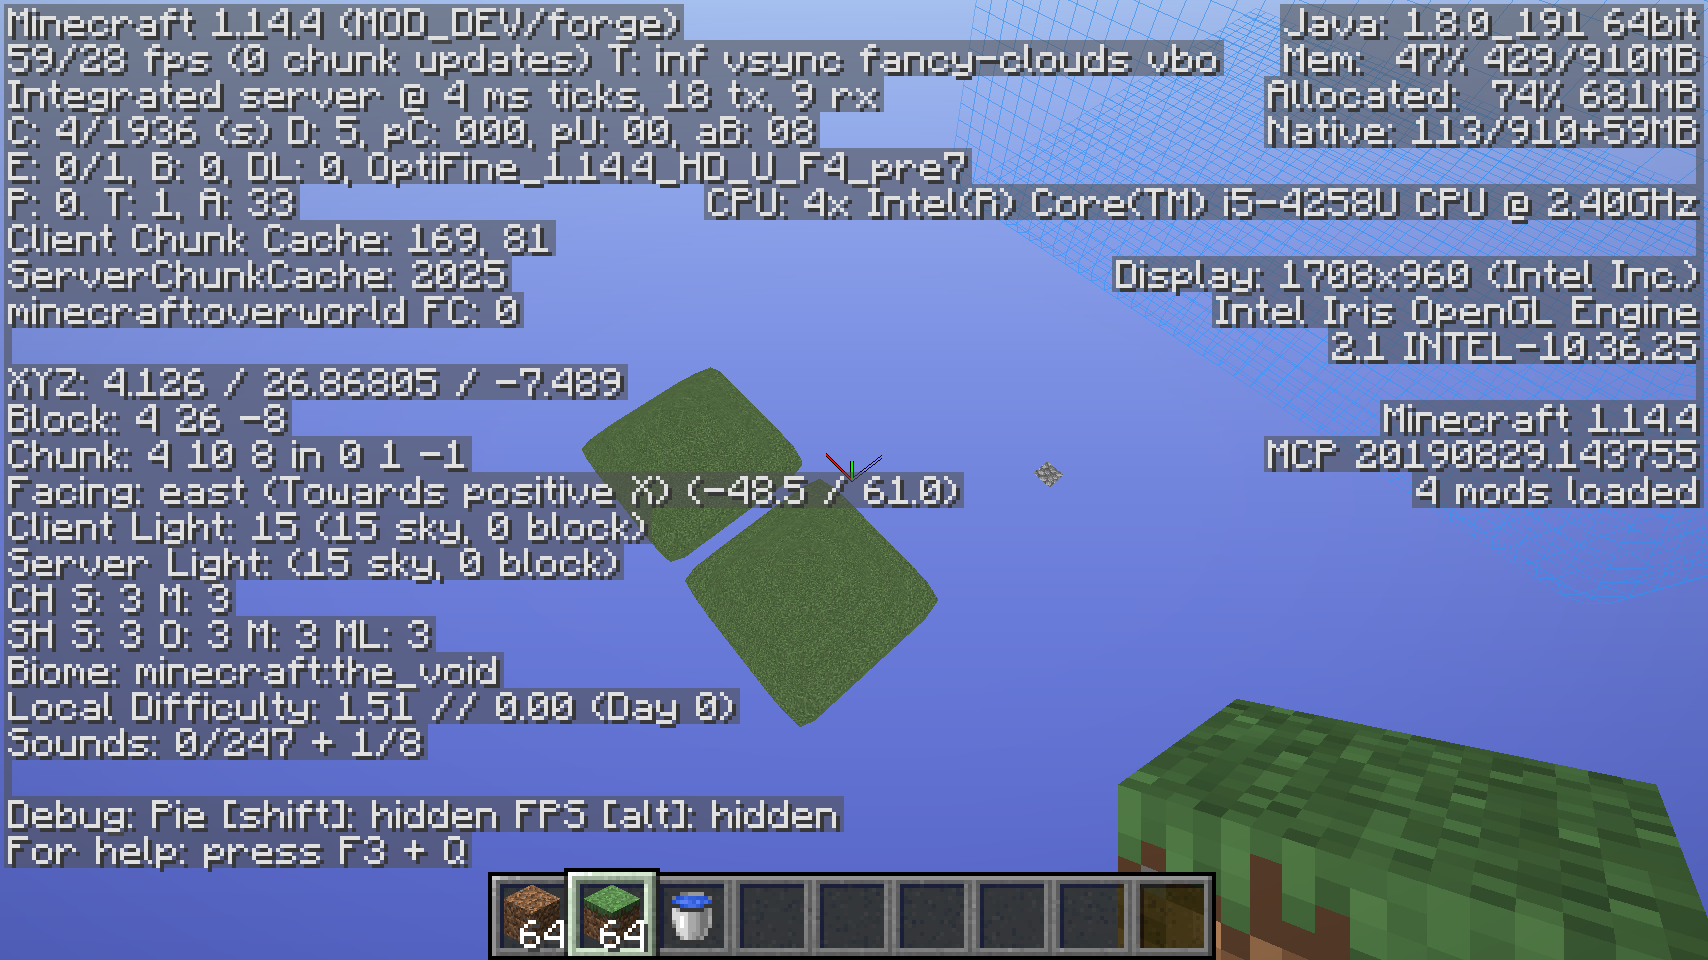 Minecraft 1.14.4 (MOD_DEV/forge)
59/28 fps (0 chunk updates) T: inf vsync fancy-clouds vbo
Integrated server @ 4 ms ticks, 18 tx, 9 rx
C: 4/1936 (s) D: 5, pC: 000, pU: 00, aB: 08
E: 0/1, B: 0, DL: 0, OptiFine_1.14.4_HD_U_F4_pre7
P: 0. T: 1, A: 33
Client Chunk Cache: 169, 81
ServerChunkCache: 2025
minecraft:overworld FC: 0
XYZ: 4.126 / 26.86805 / -7.489
Block: 4 26 -8
Chunk: 4 10 8 in 0 1 -1
Facing: east (Towards positive X) (-48.5 / 61.0)
Client Light: 15 (15 sky, 0 block)
Server Light: (15 sky, 0 block)
CH S: 3 M: 3
SH S: 3 O: 3 M: 3 ML: 3
Biome: minecraft:the_void
Local Difficulty: 1.51 // 0.00 (Day 0)
Sounds: 0/247 + 1/8
Debug: Pie [shift]: hidden FPS [alt]: hidden
For help: press F3 + Q
Java: 1.8.0_191 64bit
Mem: 47% 429/910MB
Allocated: 74% 681MB
Native: 113/910+59MB
CPU: 4x Intel(R) Core(TM) i5-4258U CPU @ 2.40GHz
Display: 1708x960 (Intel Inc.)
Intel Iris OpenGL Engine
2.1 INTEL-10.36.25
Minecraft 1.14.4
MCP 20190829.143755
4 mods loaded
64
64